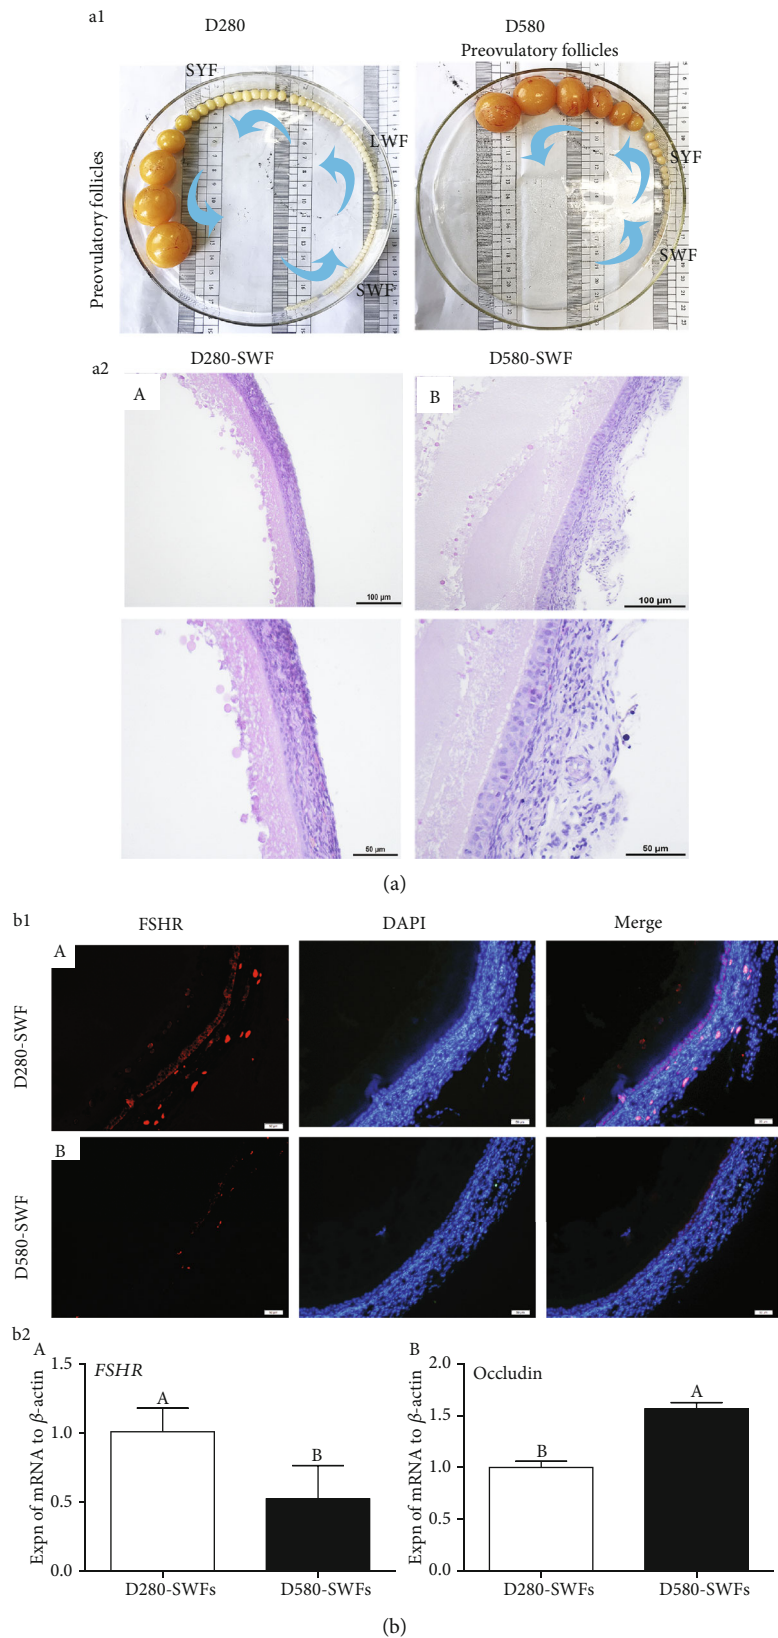 a1
D280
D580
Preovulatory follicles
SYF
LWF
SWF
Preovulatory follicles
SYF
SWF
a2
D280-SWF
D580-SWF
A
B
100 µm
100 µm
50 µm
50 µm
(a)
b1
FSHR
DAPI
Merge
A
D280-SWF
B
D580-SWF
b2
A
FSHR
Expn of mRNA to β-actin
1.5
1.0
0.5
0.0
A
B
D280-SWFs
D580-SWFs
B
Occludin
Expn of mRNA to β-actin
2.0
1.5
1.0
0.5
0.0
B
A
D280-SWFs
D580-SWFs
(b)